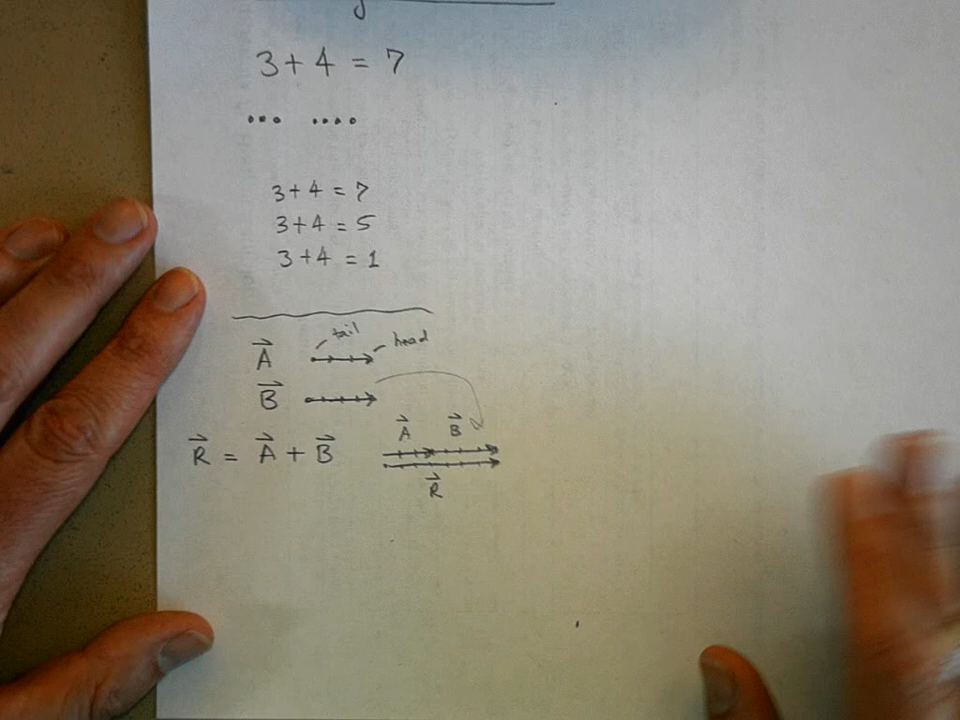 3 + 4 = 7
3 + 4 = 7
3 + 4 = 5
3 + 4 = 1
tail
head
A⃗
B⃗
A⃗ B⃗
R⃗ = A⃗ + B⃗
R⃗